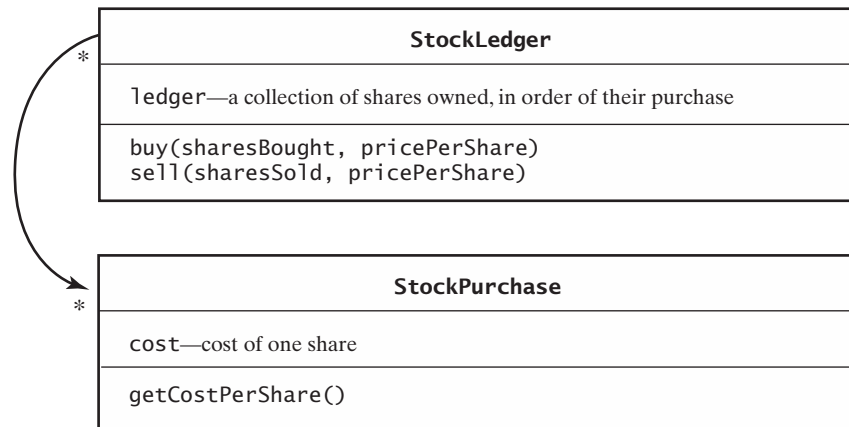 StockLedger
*
ledger—a collection of shares owned, in order of their purchase
buy(sharesBought, pricePerShare)
sell(sharesSold, pricePerShare)
StockPurchase
*
cost—cost of one share
getCostPerShare()